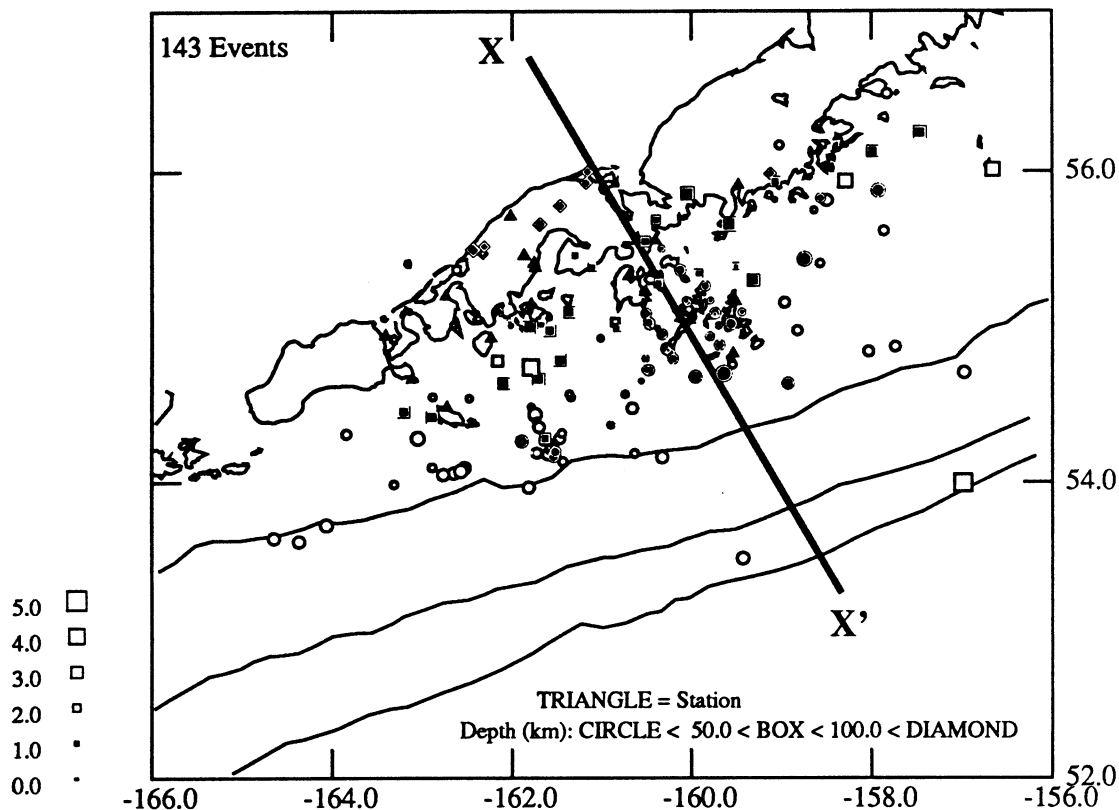 143 Events
X
56.0
54.0
X’
5.0
4.0
3.0
2.0
1.0
0.0
TRIANGLE = Station
Depth (km): CIRCLE < 50.0 < BOX < 100.0 < DIAMOND
52.0
-166.0 -164.0 -162.0 -160.0 -158.0 -156.0